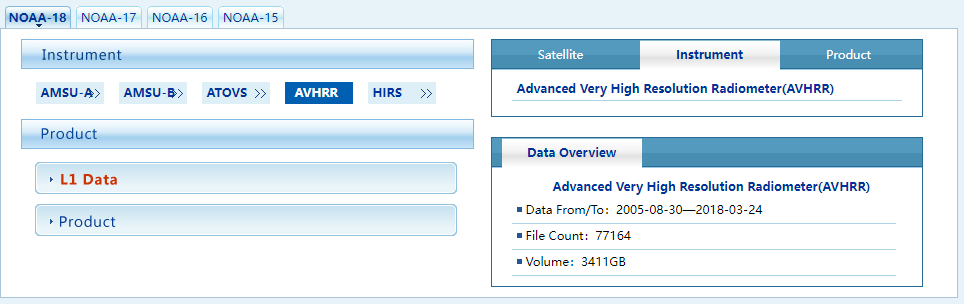 NOAA-18 NOAA-17 NOAA-16 NOAA-15
Instrument
AMSU-A>> AMSU-B>> ATOVS >> AVHRR HIRS >>
Product
L1 Data
Product
Satellite Instrument Product
Advanced Very High Resolution Radiometer(AVHRR)
Data Overview
Advanced Very High Resolution Radiometer(AVHRR)
Data From/To：2005-08-30—2018-03-24
File Count：77164
Volume：3411GB